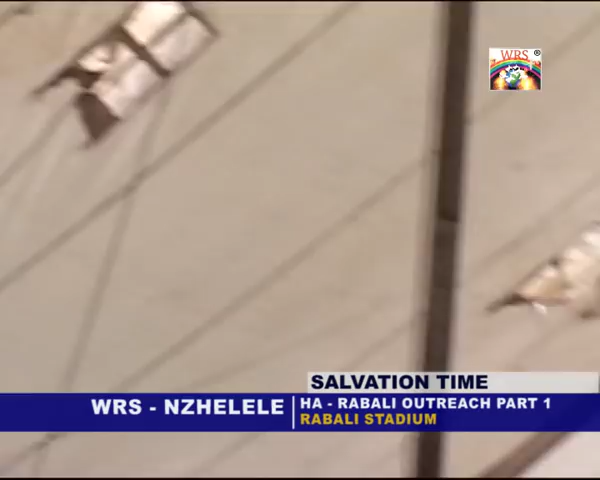 WRS ®
SALVATION TIME
WRS - NZHELELE
HA - RABALI OUTREACH PART 1
RABALI STADIUM